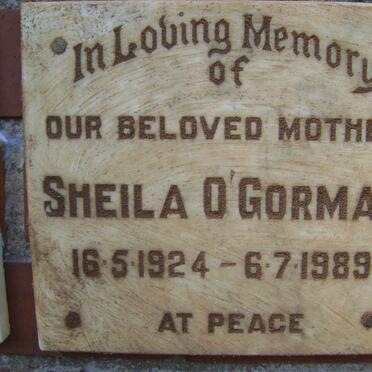 In Loving Memory
of
OUR BELOVED MOTHE
SHEILA O'GORMA
16·5·1924 - 6·7·1989
AT PEACE